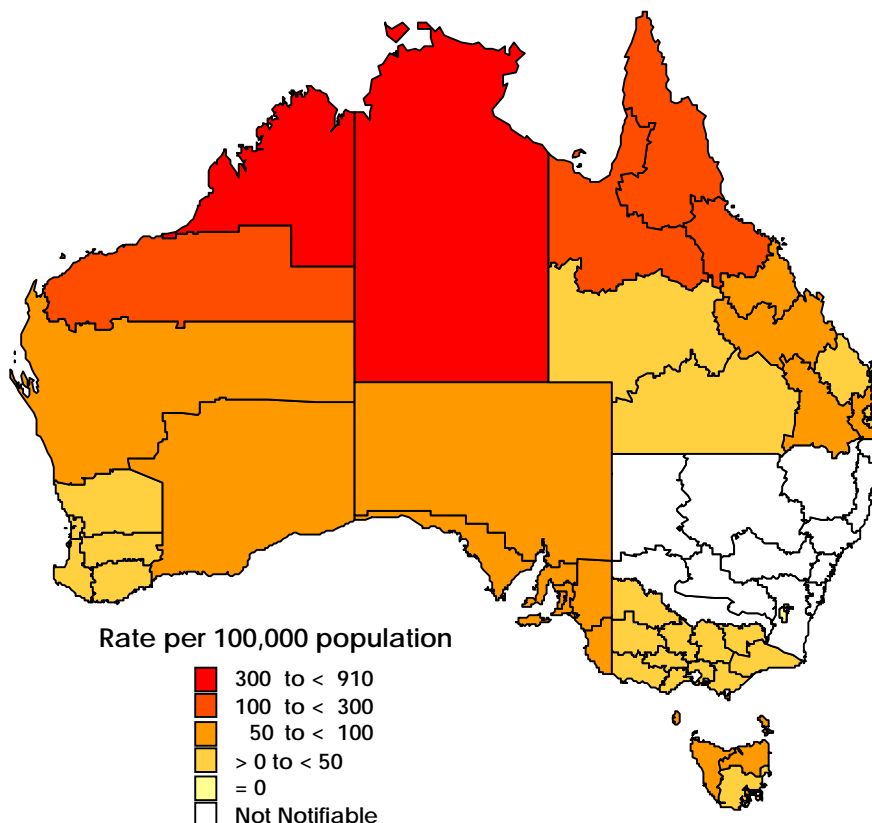 Rate per 100,000 population
300 to < 910
100 to < 300
50 to < 100
> 0 to < 50
= 0
Not Notifiable